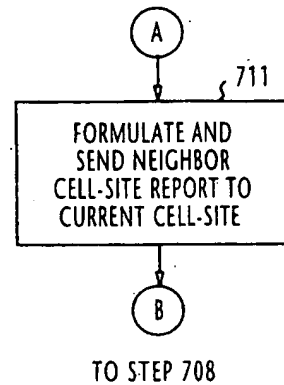 A
711
FORMULATE AND
SEND NEIGHBOR
CELL-SITE REPORT TO
CURRENT CELL-SITE
B
TO STEP 708